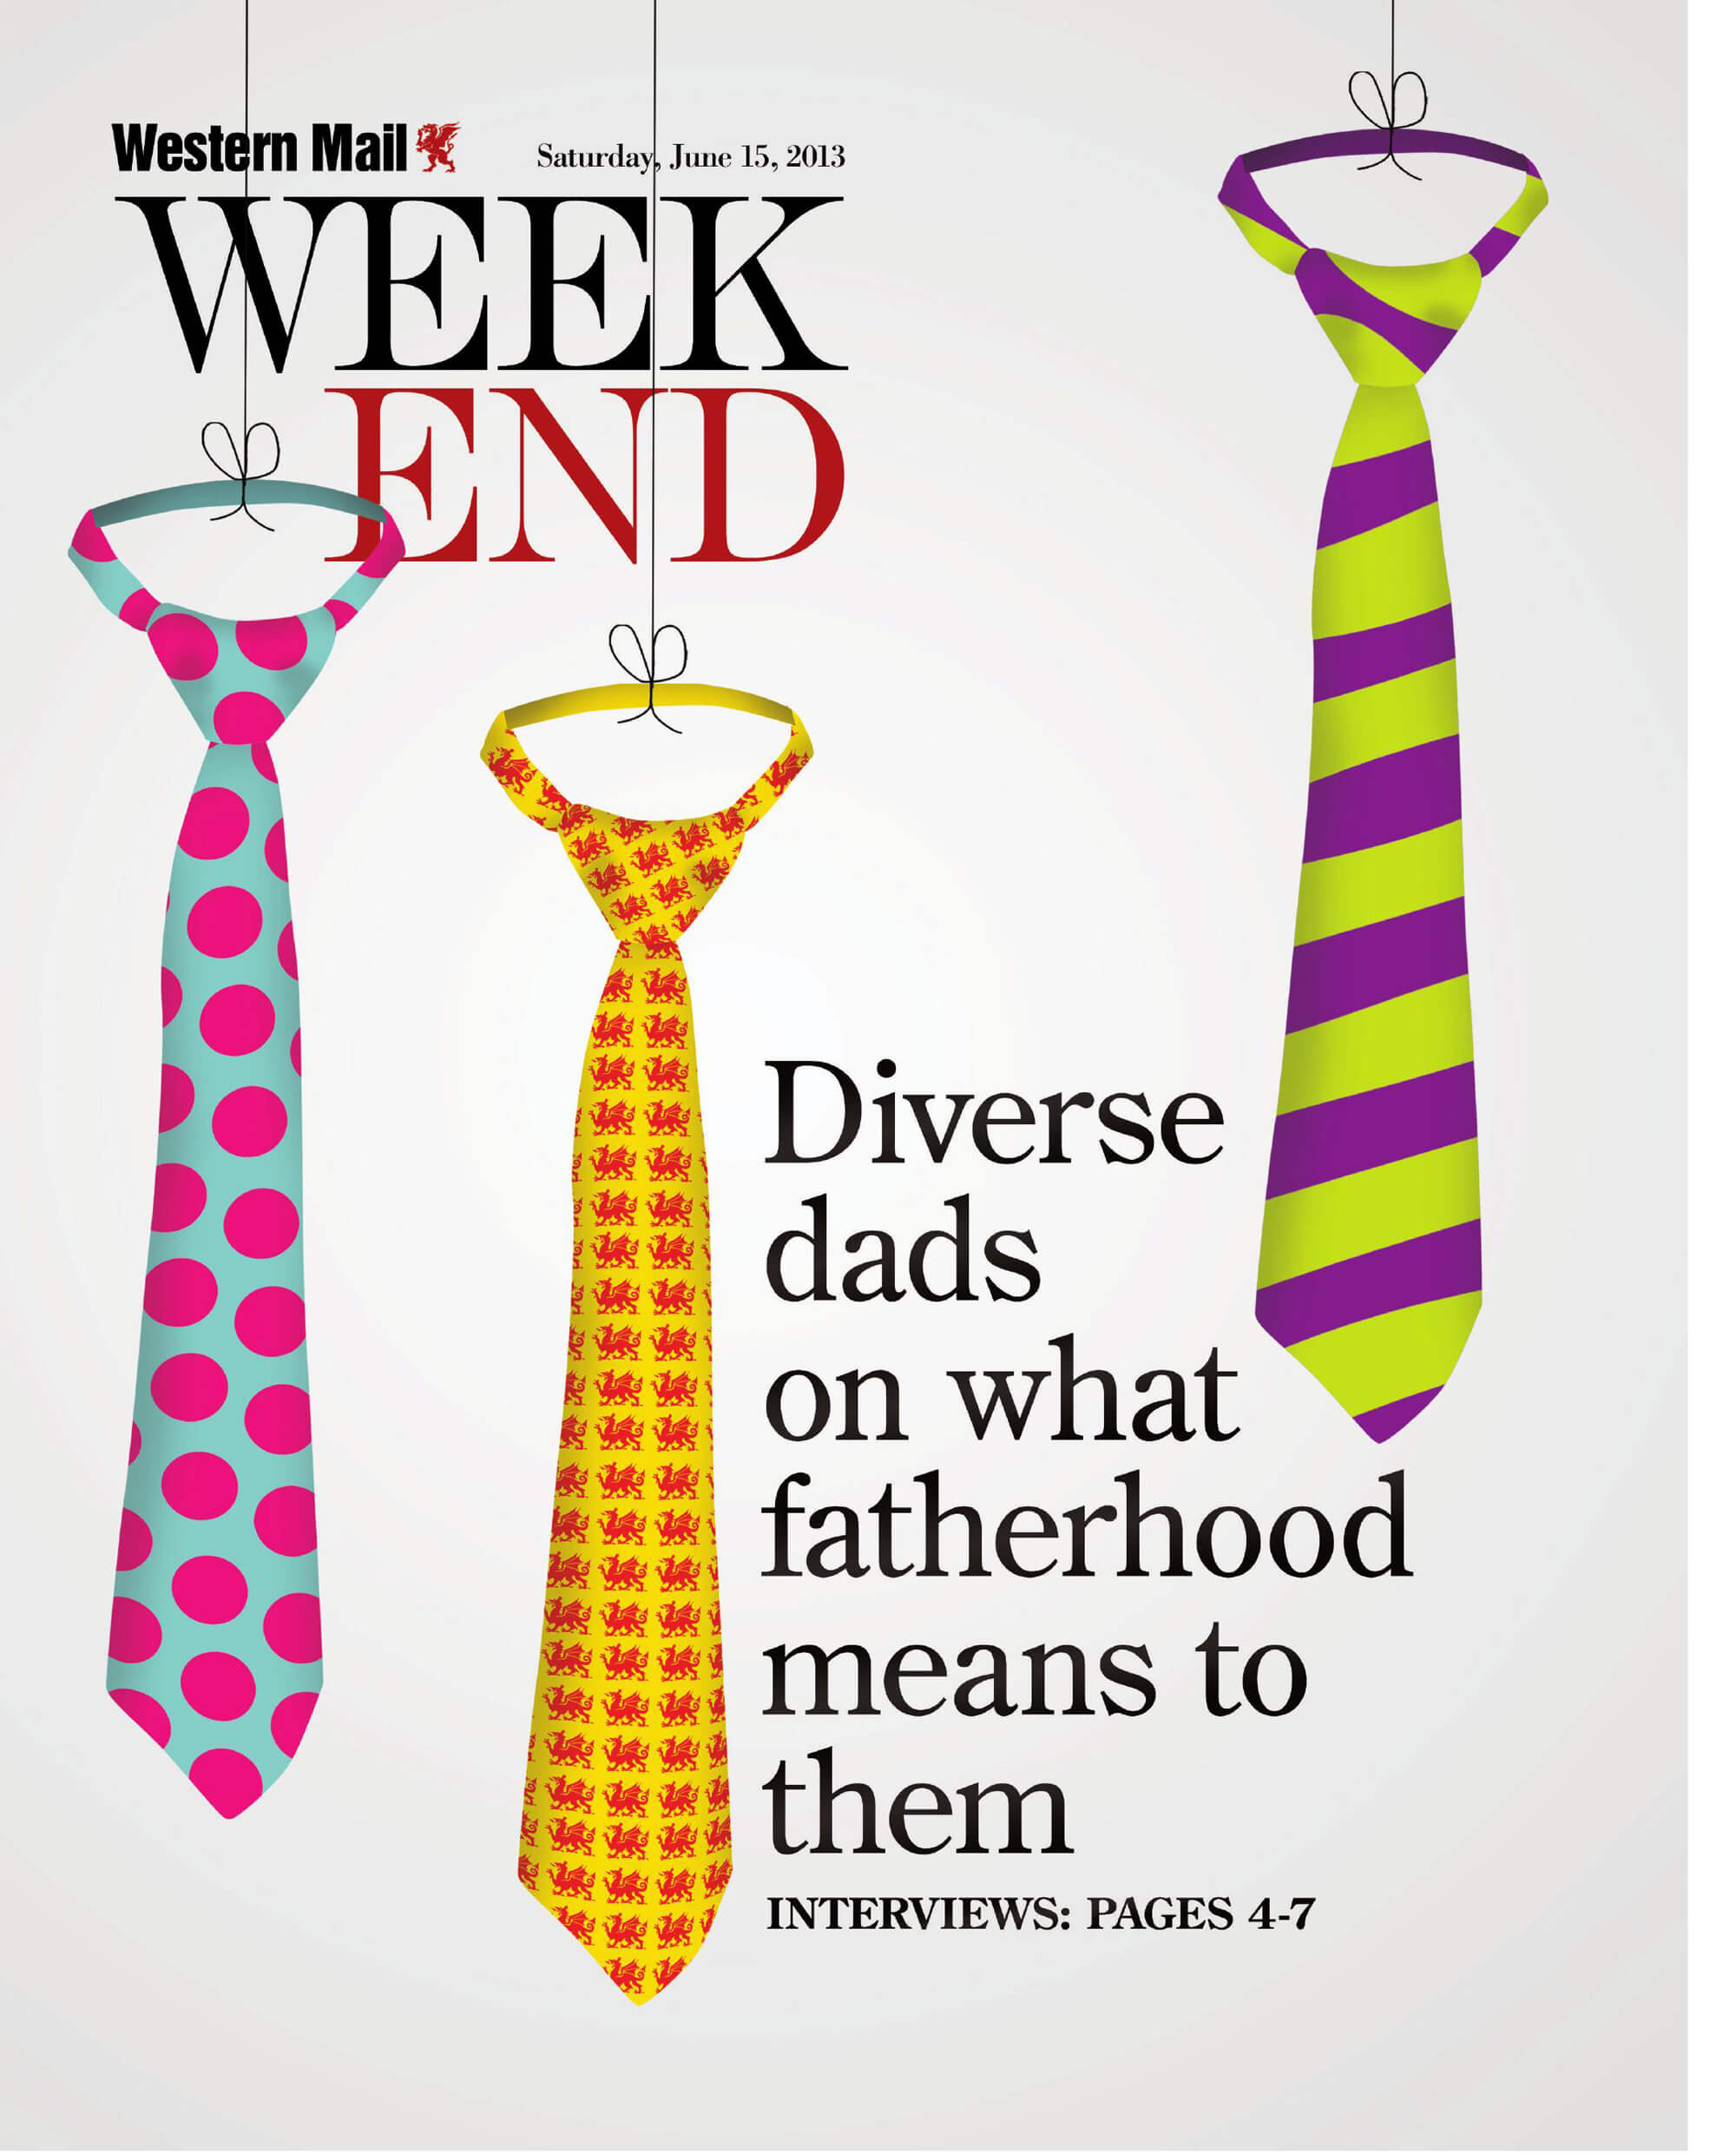 Western Mail
Saturday, June 15, 2013
WEEK
END
Diverse
dads
on what
fatherhood
means to
them
INTERVIEWS: PAGES 4-7